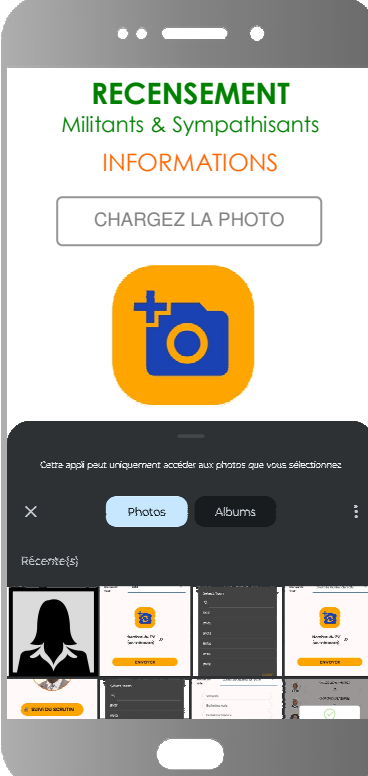 RECENSEMENT
Militants & Sympathisants
INFORMATIONS
CHARGEZ LA PHOTO
Cette appli peut uniquement accéder aux photos que vous sélectionnez
Photos
Albums
Récente(s)
ENVOYER
ENVOYER
SUIVI DU SCRUTIN